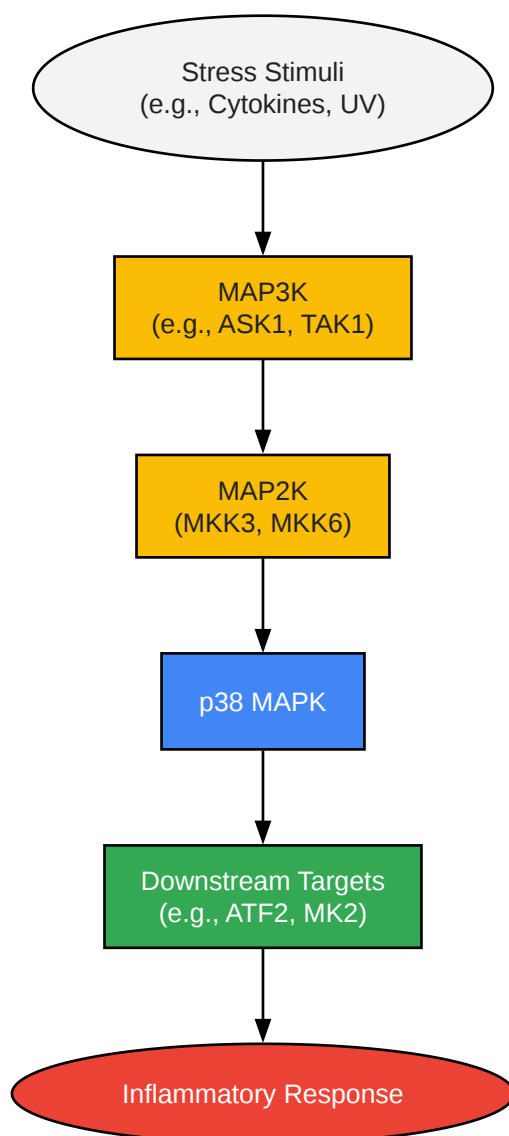 Stress Stimuli
(e.g., Cytokines, UV)
MAP3K
(e.g., ASK1, TAK1)
MAP2K
(MKK3, MKK6)
p38 MAPK
Downstream Targets
(e.g., ATF2, MK2)
Inflammatory Response